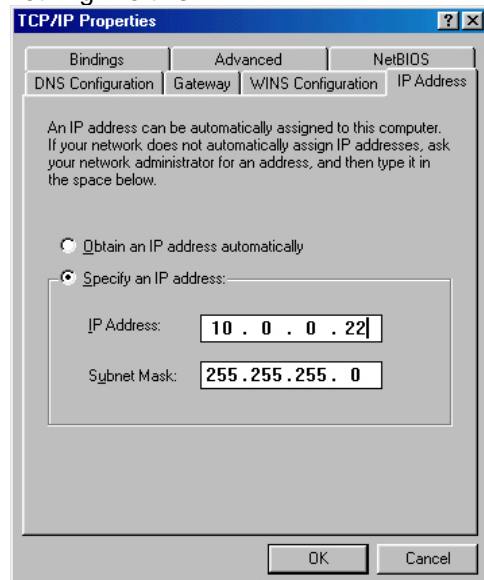 TCP/IP Properties
Bindings Advanced NetBIOS
DNS Configuration Gateway WINS Configuration IP Address
An IP address can be automatically assigned to this computer.
If your network does not automatically assign IP addresses, ask
your network administrator for an address, and then type it in
the space below.
Obtain an IP address automatically
Specify an IP address:
IP Address: 10 . 0 . 0 . 22
Subnet Mask: 255.255.255. 0
OK Cancel